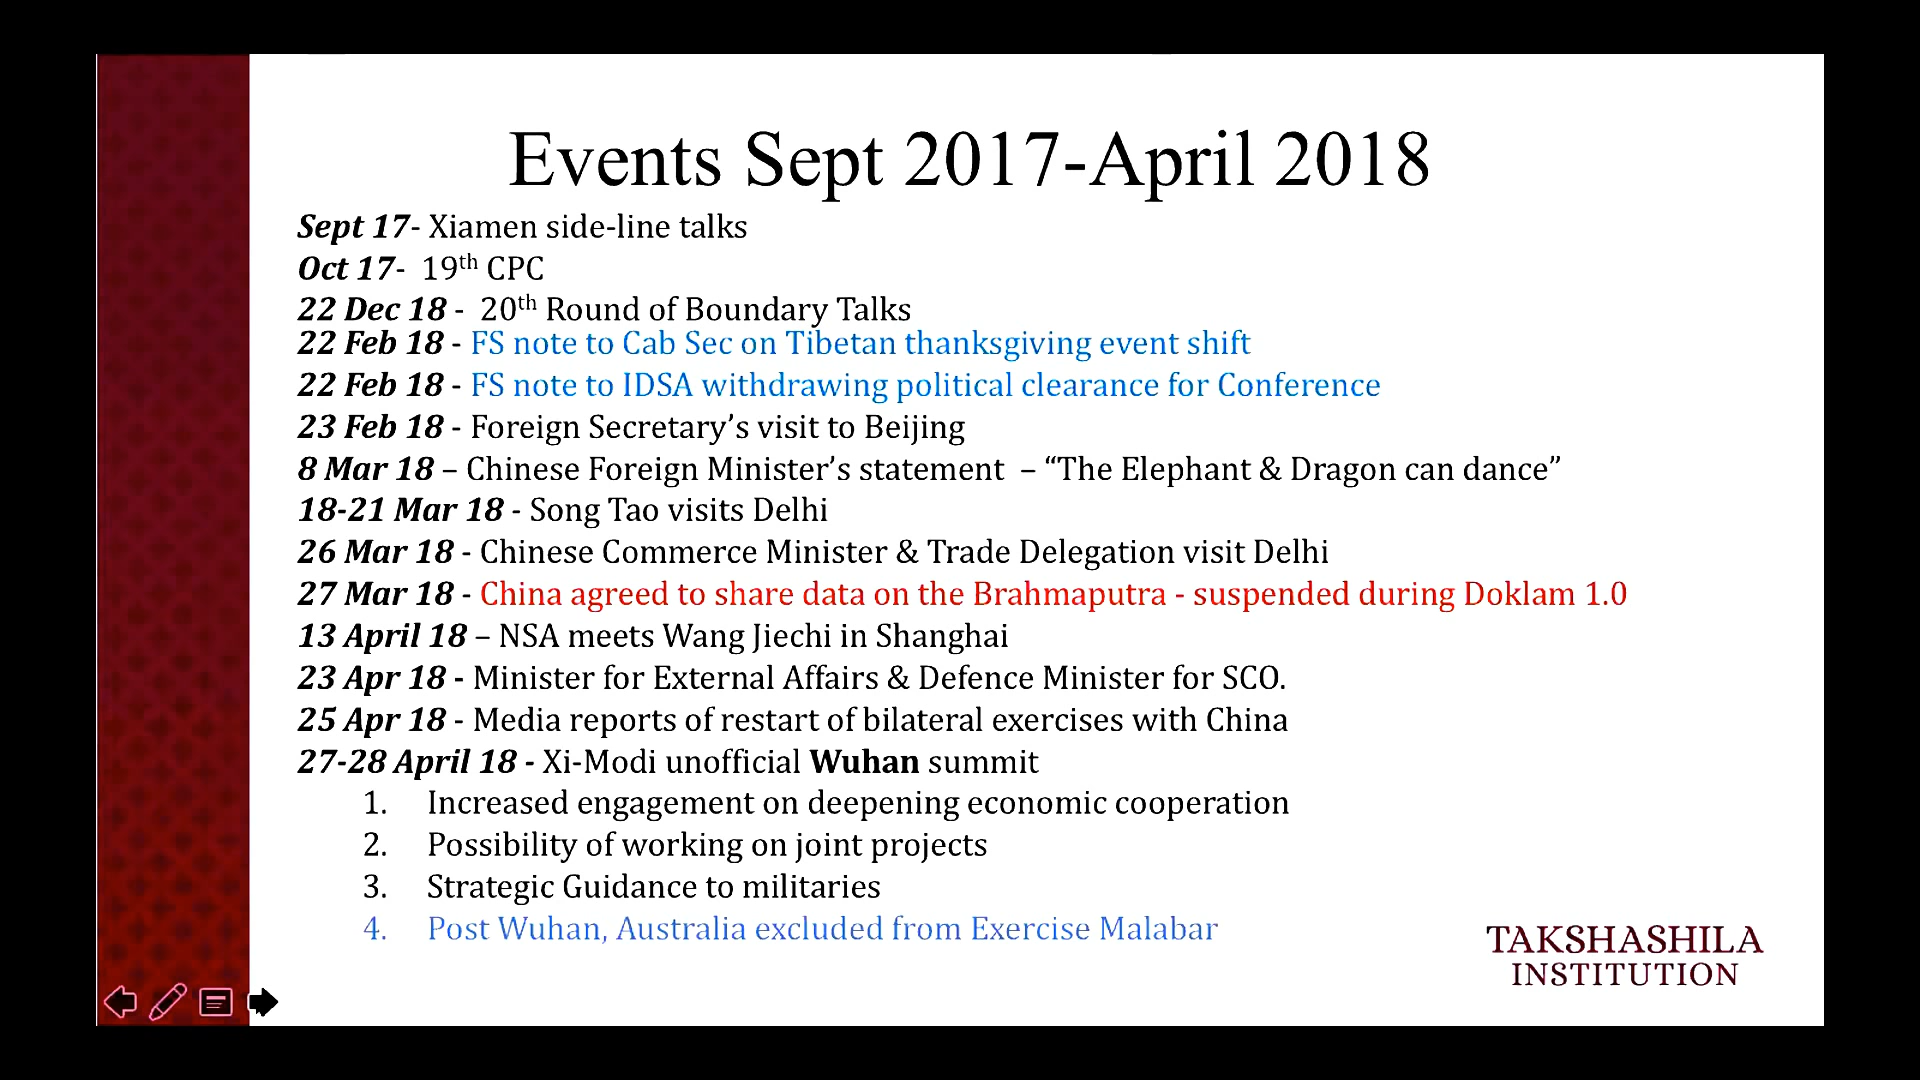 Events Sept 2017-April 2018
Sept 17- Xiamen side-line talks
Oct 17- 19th CPC
22 Dec 18 - 20th Round of Boundary Talks
22 Feb 18 - FS note to Cab Sec on Tibetan thanksgiving event shift
22 Feb 18 - FS note to IDSA withdrawing political clearance for Conference
23 Feb 18 - Foreign Secretary’s visit to Beijing
8 Mar 18 – Chinese Foreign Minister’s statement – “The Elephant & Dragon can dance”
18-21 Mar 18 - Song Tao visits Delhi
26 Mar 18 - Chinese Commerce Minister & Trade Delegation visit Delhi
27 Mar 18 - China agreed to share data on the Brahmaputra - suspended during Doklam 1.0
13 April 18 – NSA meets Wang Jiechi in Shanghai
23 Apr 18 - Minister for External Affairs & Defence Minister for SCO.
25 Apr 18 - Media reports of restart of bilateral exercises with China
27-28 April 18 - Xi-Modi unofficial Wuhan summit
1. Increased engagement on deepening economic cooperation
2. Possibility of working on joint projects
3. Strategic Guidance to militaries
4. Post Wuhan, Australia excluded from Exercise Malabar
TAKSHASHILA
INSTITUTION